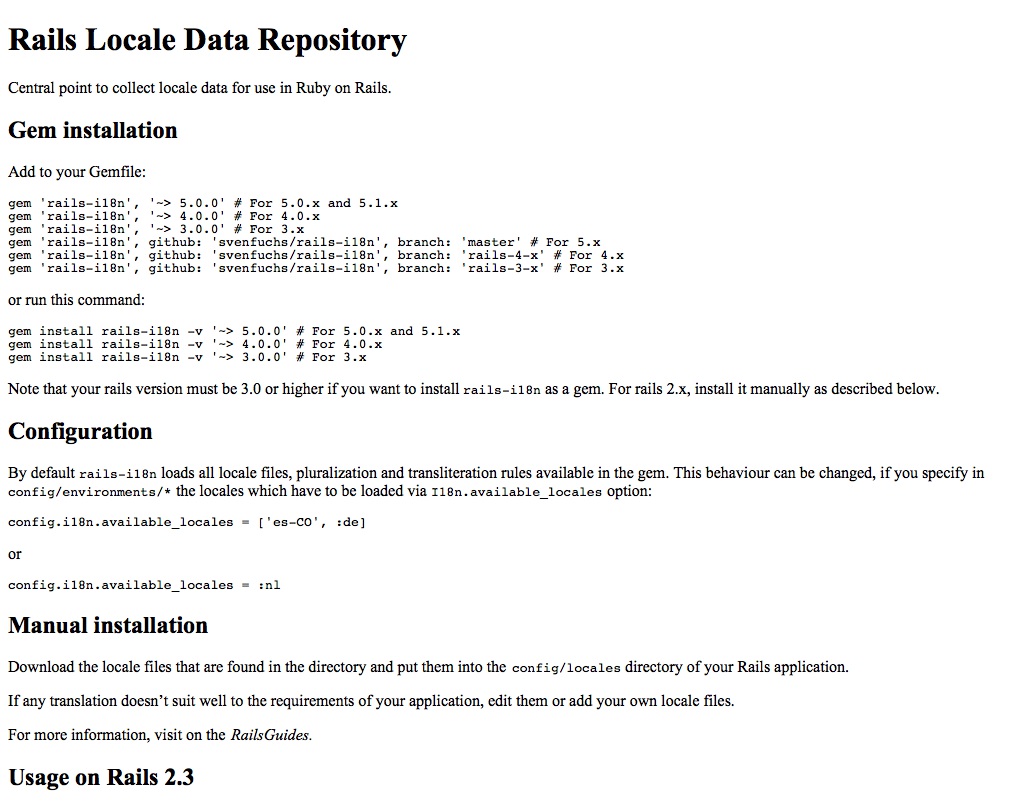 Rails Locale Data Repository
Central point to collect locale data for use in Ruby on Rails.
Gem installation
Add to your Gemfile:
gem 'rails-i18n', '~> 5.0.0' # For 5.0.x and 5.1.x
gem 'rails-i18n', '~> 4.0.0' # For 4.0.x
gem 'rails-i18n', '~> 3.0.0' # For 3.x
gem 'rails-i18n', github: 'svenfuchs/rails-i18n', branch: 'master' # For 5.x
gem 'rails-i18n', github: 'svenfuchs/rails-i18n', branch: 'rails-4-x' # For 4.x
gem 'rails-i18n', github: 'svenfuchs/rails-i18n', branch: 'rails-3-x' # For 3.x
or run this command:
gem install rails-i18n -v '~> 5.0.0' # For 5.0.x and 5.1.x
gem install rails-i18n -v '~> 4.0.0' # For 4.0.x
gem install rails-i18n -v '~> 3.0.0' # For 3.x
Note that your rails version must be 3.0 or higher if you want to install rails-i18n as a gem. For rails 2.x, install it manually as described below.
Configuration
By default rails-i18n loads all locale files, pluralization and transliteration rules available in the gem. This behaviour can be changed, if you specify in
config/environments/* the locales which have to be loaded via I18n.available_locales option:
config.i18n.available_locales = ['es-CO', :de]
or
config.i18n.available_locales = :nl
Manual installation
Download the locale files that are found in the directory and put them into the config/locales directory of your Rails application.
If any translation doesn’t suit well to the requirements of your application, edit them or add your own locale files.
For more information, visit on the RailsGuides.
Usage on Rails 2.3